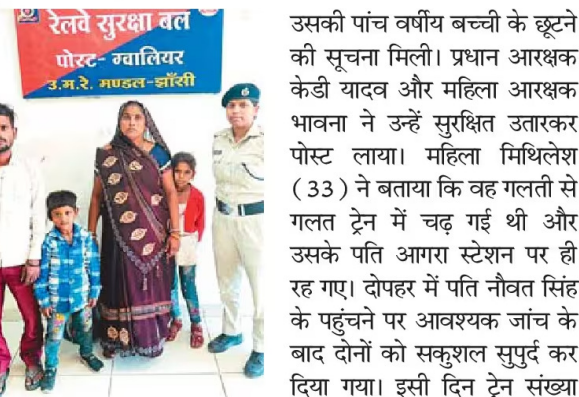 रेलवे सुरक्षा बल
पोस्ट- ग्वालियर
उ.म.रे. मण्डल-झाँसी
उसकी पांच वर्षीय बच्ची के छूटने
की सूचना मिली। प्रधान आरक्षक
केडी यादव और महिला आरक्षक
भावना ने उन्हें सुरक्षित उतारकर
पोस्ट लाया। महिला मिथिलेश
(33) ने बताया कि वह गलती से
गलत ट्रेन में चढ़ गई थी और
उसके पति आगरा स्टेशन पर ही
रह गए। दोपहर में पति नौवत सिंह
के पहुंचने पर आवश्यक जांच के
बाद दोनों को सकुशल सुपुर्द कर
दिया गया। इसी दिन ट्रेन संख्या